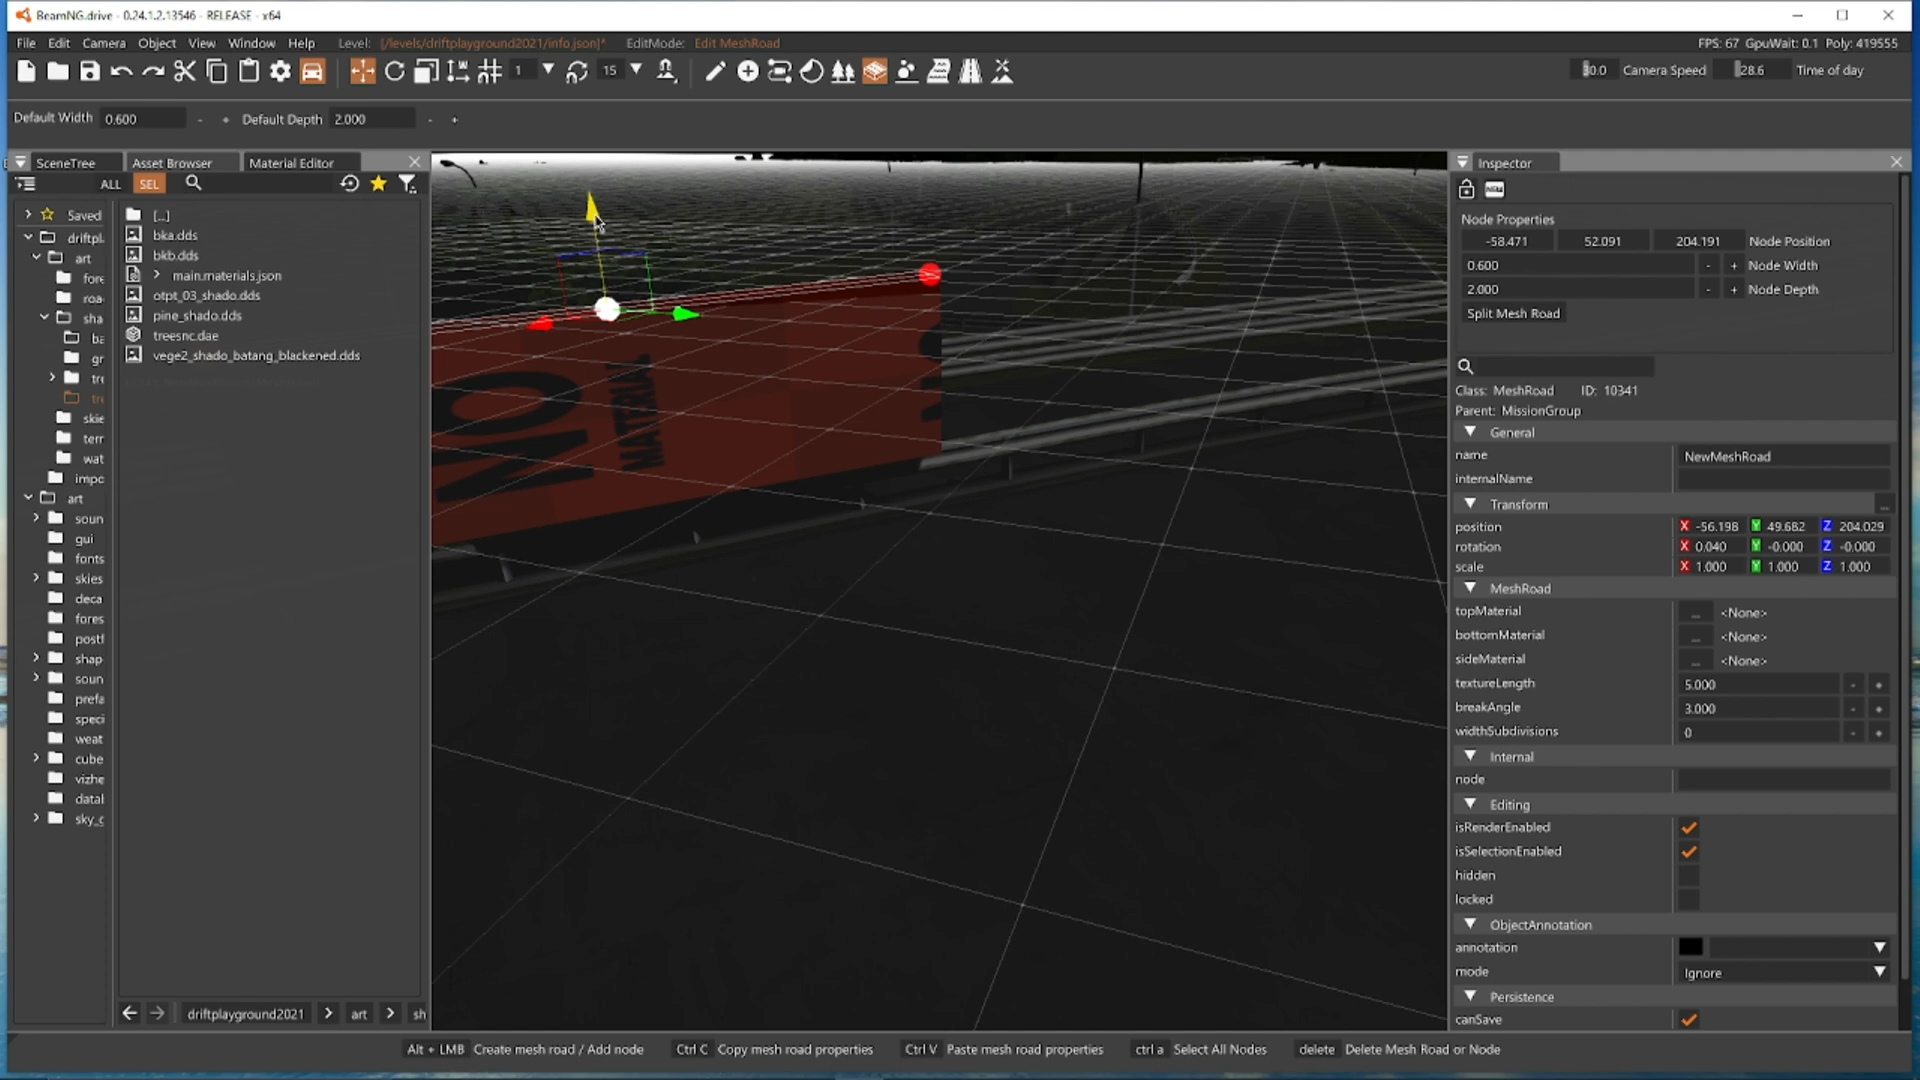 BeamNG.drive - 0.24.1.2.13546 - RELEASE - x64
File Edit Camera Object View Window Help Level: [/levels/driftplayground2021/info.json]* EditMode: Edit MeshRoad FPS: 67 GpuWait: 0.1 Poly: 419555
1 15 30.0 Camera Speed 28.6 Time of day
Default Width 0.600 - + Default Depth 2.000 - +
SceneTree Asset Browser Material Editor
ALL SEL
Saved
driftpl
art
fore
roa
sha
ba
gr
tre
tre
skie
terr
wat
impo
art
soun
gui
fonts
skies
deca
fores
postf
shap
soun
prefa
speci
weat
cube
vizhe
datal
sky_c
[...]
bka.dds
bkb.dds
main.materials.json
otpt_03_shado.dds
pine_shado.dds
treesnc.dae
vege2_shado_batang_blackened.dds
driftplayground2021 > art > sh
NO
MATERIAL
Inspector
Node Properties
-58.471 52.091 204.191 Node Position
0.600 - + Node Width
2.000 - + Node Depth
Split Mesh Road
Class: MeshRoad ID: 10341
Parent: MissionGroup
General
name NewMeshRoad
internalName
Transform ...
position X -56.198 Y 49.682 Z 204.029
rotation X 0.040 Y -0.000 Z -0.000
scale X 1.000 Y 1.000 Z 1.000
MeshRoad
topMaterial ... <None>
bottomMaterial ... <None>
sideMaterial ... <None>
textureLength 5.000 - +
breakAngle 3.000 - +
widthSubdivisions 0 - +
Internal
node
Editing
isRenderEnabled
isSelectionEnabled
hidden
locked
ObjectAnnotation
annotation
mode Ignore
Persistence
canSave
Alt + LMB Create mesh road / Add node Ctrl C Copy mesh road properties Ctrl V Paste mesh road properties ctrl a Select All Nodes delete Delete Mesh Road or Node